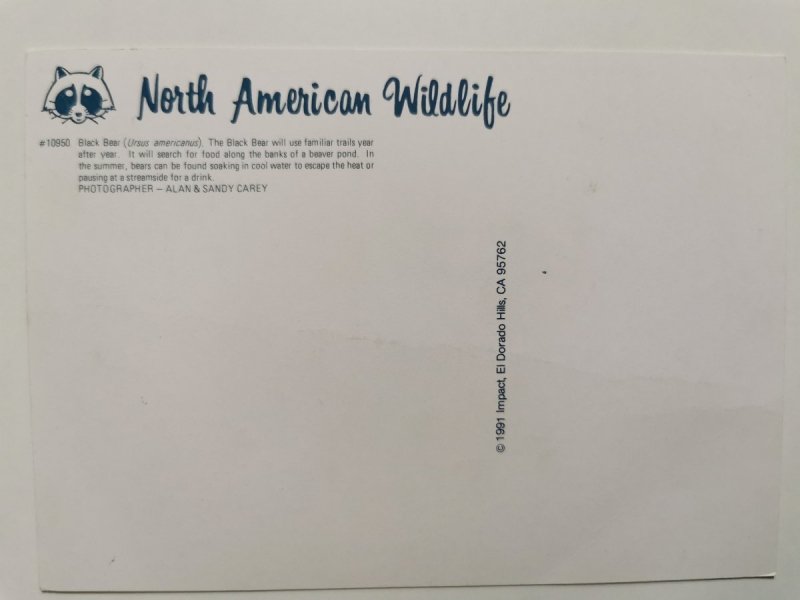 North American Wildlife
#10950 Black Bear (Ursus americanus). The Black Bear will use familiar trails year
after year. It will search for food along the banks of a beaver pond. In
the summer, bears can be found soaking in cool water to escape the heat or
pausing at a streamside for a drink.
PHOTOGRAPHER – ALAN & SANDY CAREY
© 1991 Impact, El Dorado Hills, CA 95762